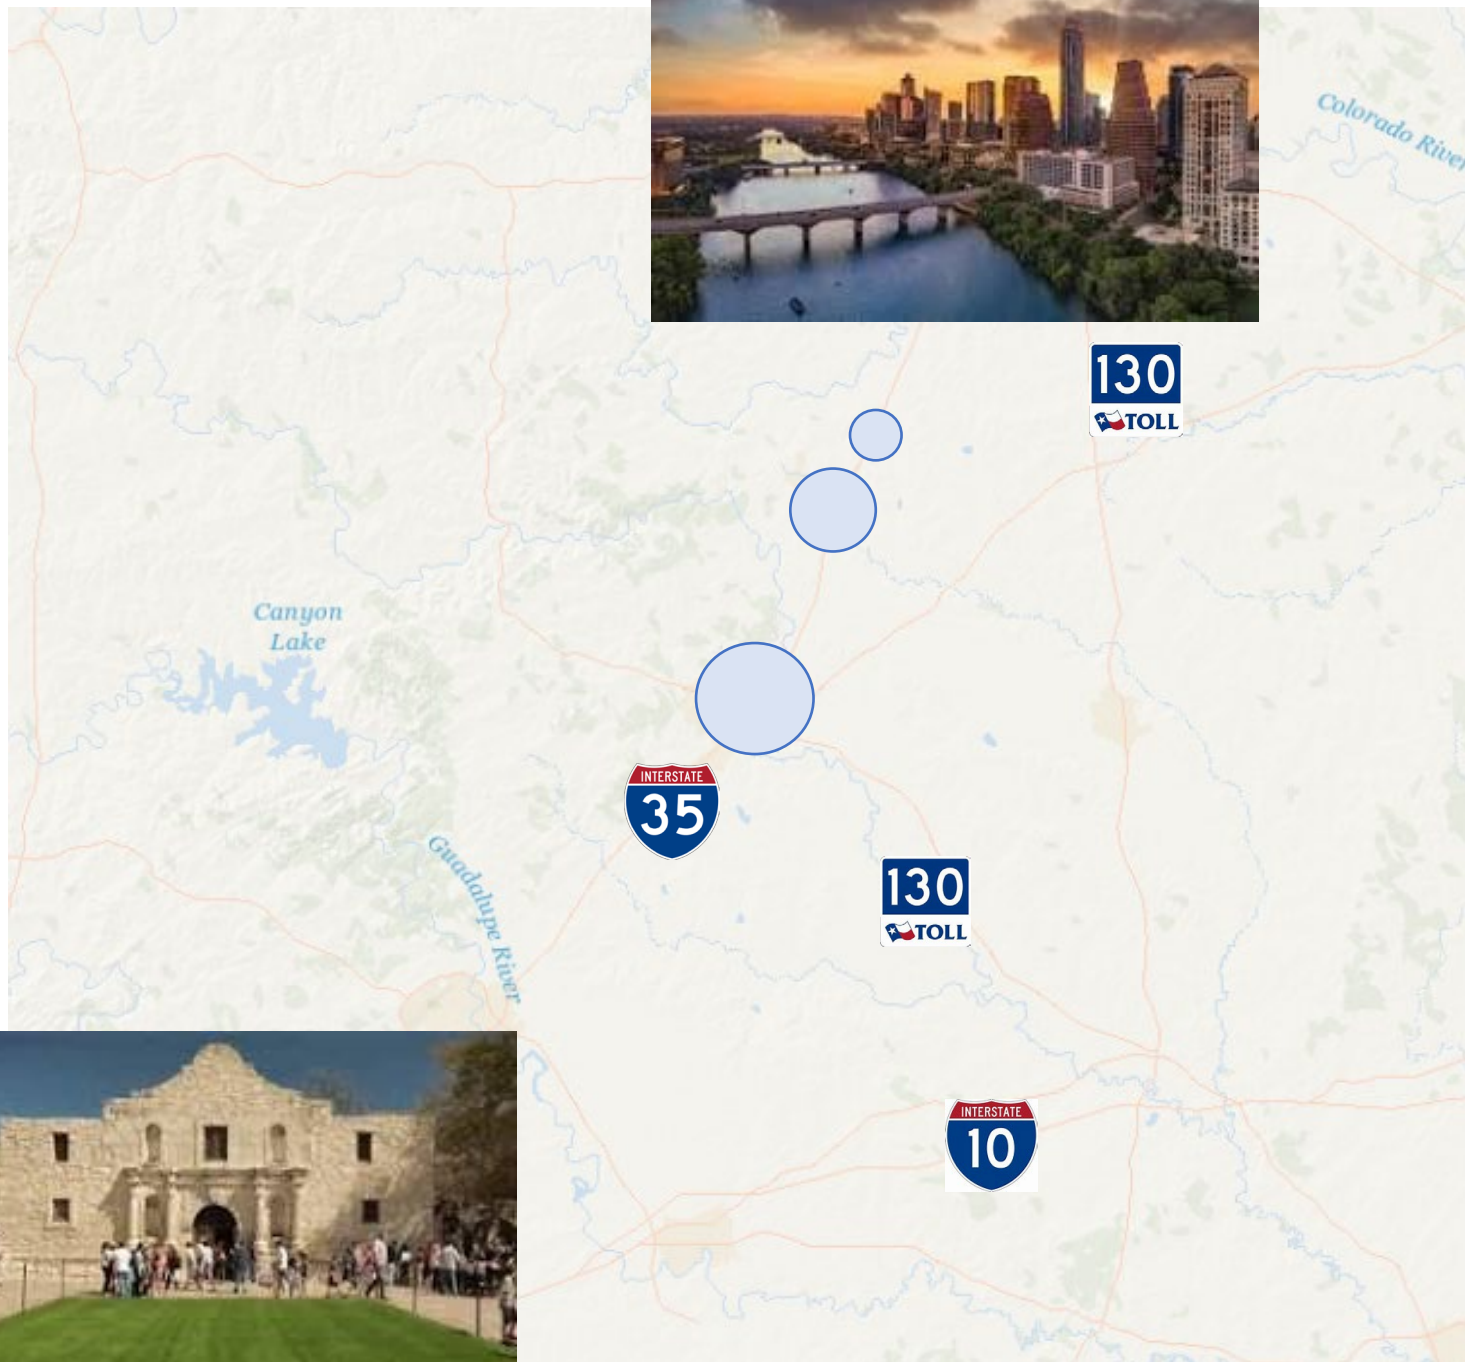 Colorado River
130
TOLL
Canyon
Lake
INTERSTATE
35
Guadalupe River
130
TOLL
INTERSTATE
10